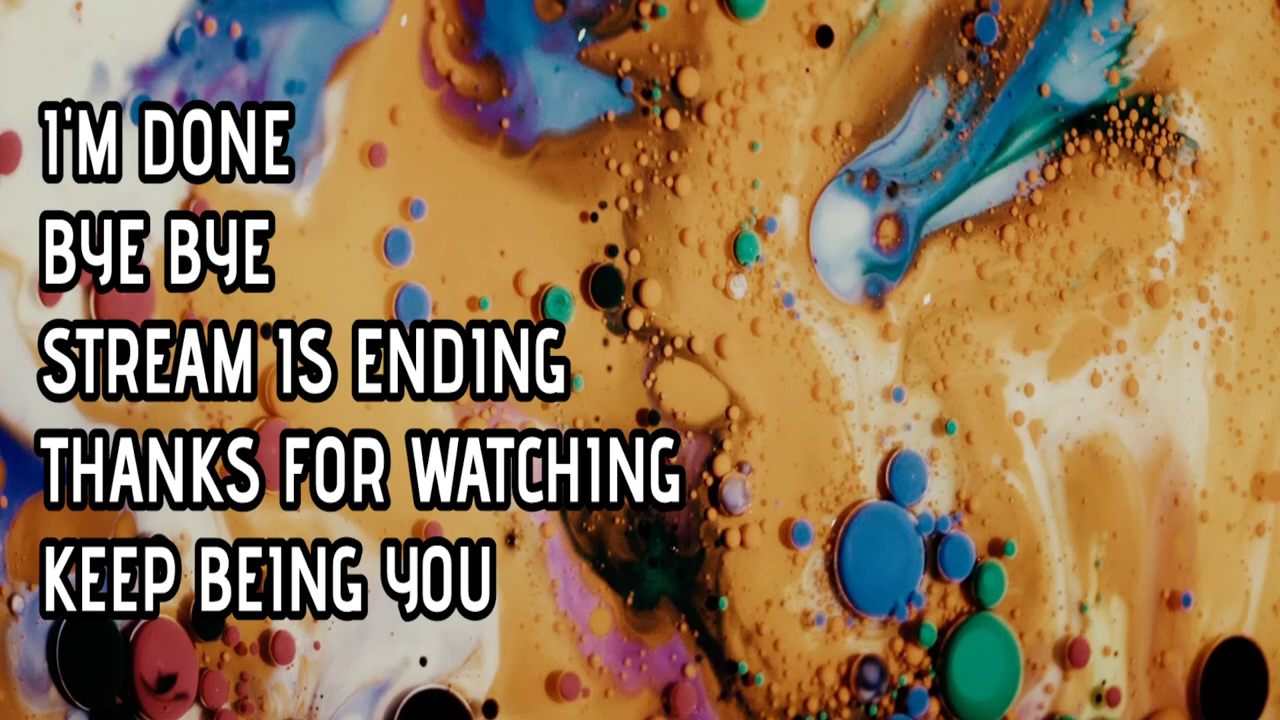 I'M DONE
BYE BYE
STREAM IS ENDING
THANKS FOR WATCHING
KEEP BEING YOU